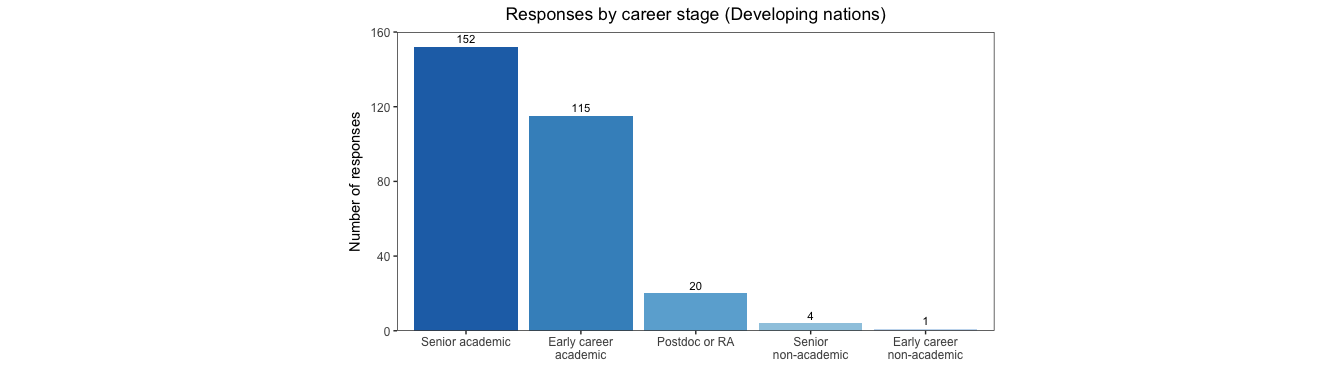 Responses by career stage (Developing nations)
Number of responses
160
120
80
40
0
152
115
20
4
1
Senior academic
Early career
academic
Postdoc or RA
Senior
non-academic
Early career
non-academic